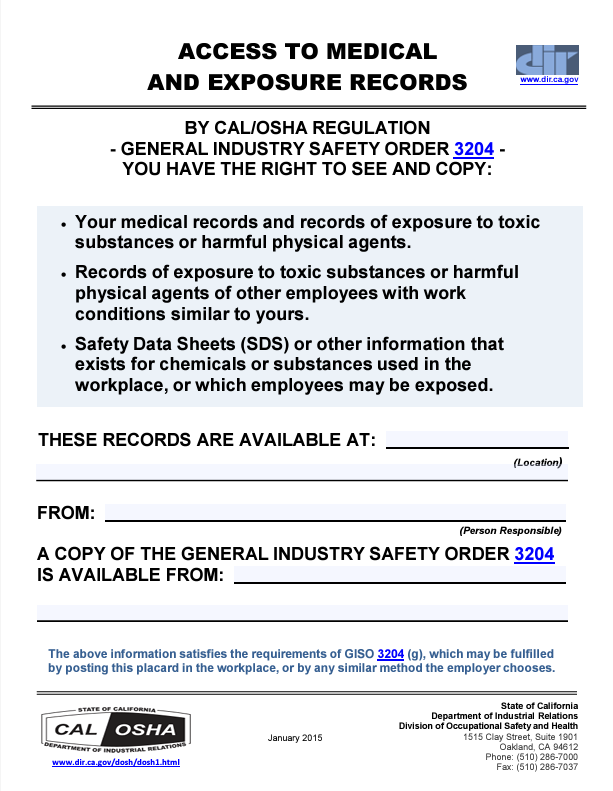 ACCESS TO MEDICAL
AND EXPOSURE RECORDS
dir
www.dir.ca.gov
BY CAL/OSHA REGULATION
- GENERAL INDUSTRY SAFETY ORDER 3204 -
YOU HAVE THE RIGHT TO SEE AND COPY:
• Your medical records and records of exposure to toxic
substances or harmful physical agents.
• Records of exposure to toxic substances or harmful
physical agents of other employees with work
conditions similar to yours.
• Safety Data Sheets (SDS) or other information that
exists for chemicals or substances used in the
workplace, or which employees may be exposed.
THESE RECORDS ARE AVAILABLE AT:
(Location)
FROM:
(Person Responsible)
A COPY OF THE GENERAL INDUSTRY SAFETY ORDER 3204
IS AVAILABLE FROM:
The above information satisfies the requirements of GISO 3204 (g), which may be fulfilled
by posting this placard in the workplace, or by any similar method the employer chooses.
STATE OF CALIFORNIA
CAL OSHA
DEPARTMENT OF INDUSTRIAL RELATIONS
www.dir.ca.gov/dosh/dosh1.html
January 2015
State of California
Department of Industrial Relations
Division of Occupational Safety and Health
1515 Clay Street, Suite 1901
Oakland, CA 94612
Phone: (510) 286-7000
Fax: (510) 286-7037